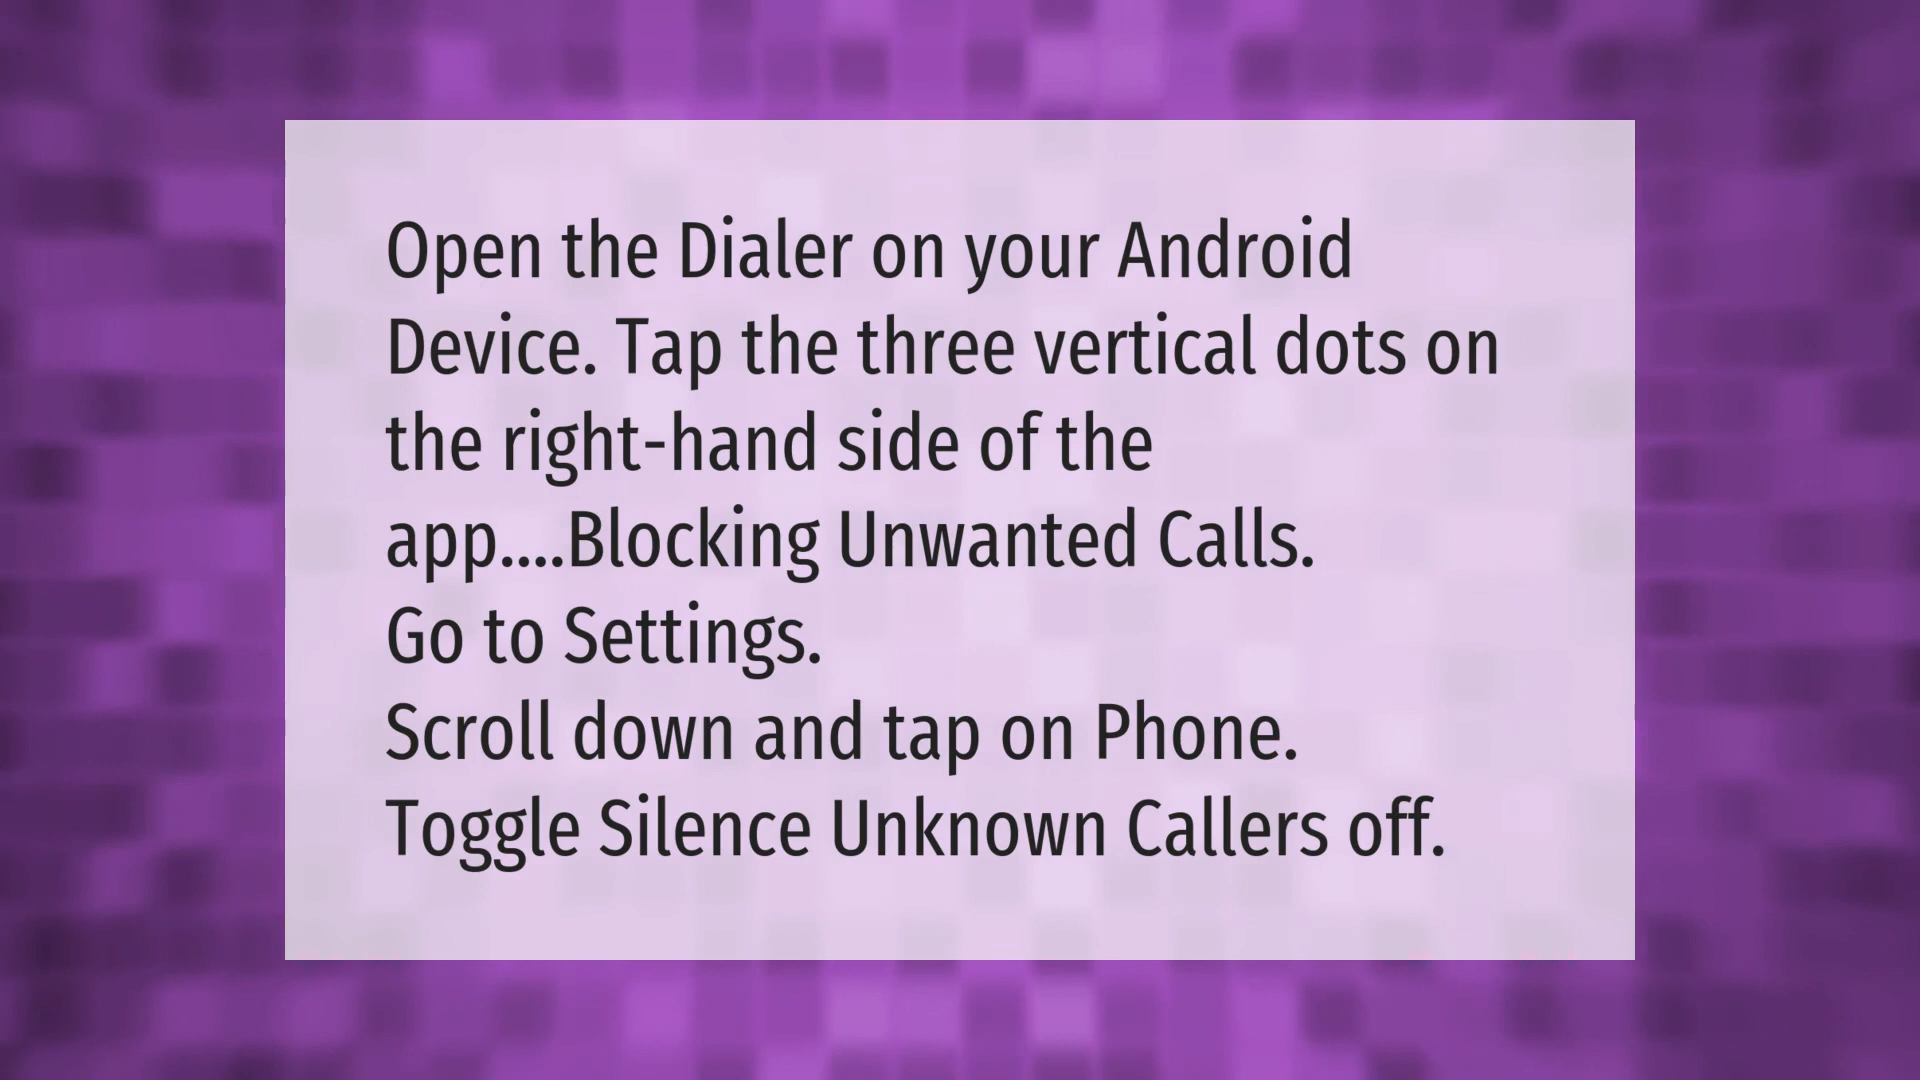 Open the Dialer on your Android
Device. Tap the three vertical dots on
the right-hand side of the
app....Blocking Unwanted Calls.
Go to Settings.
Scroll down and tap on Phone.
Toggle Silence Unknown Callers off.